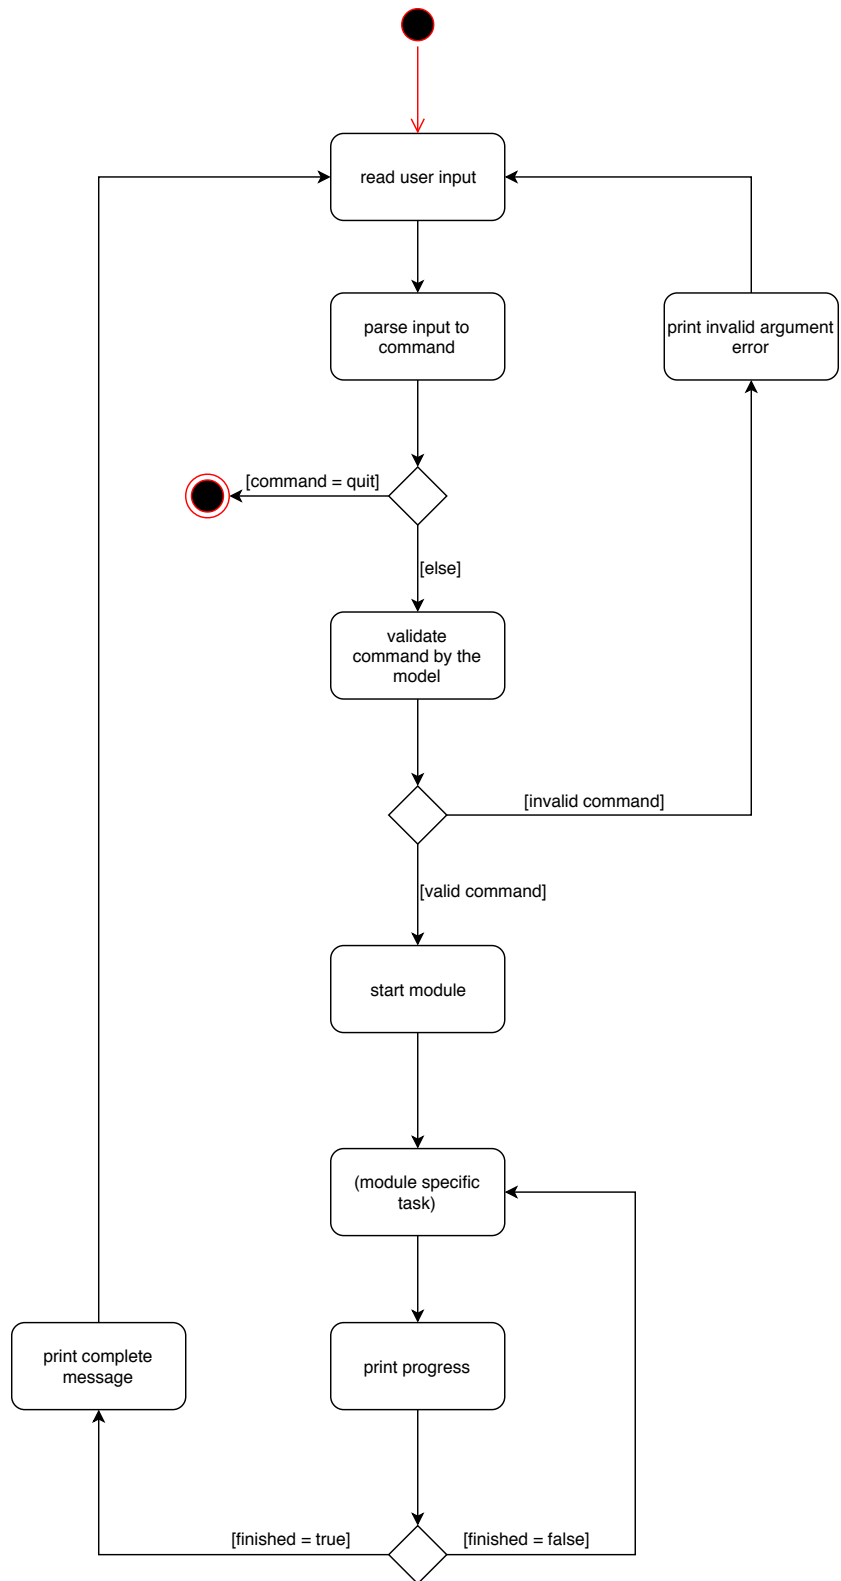 read user input
parse input to
command
print invalid argument
error
[command = quit]
[else]
validate
command by the
model
[invalid command]
[valid command]
start module
(module specific
task)
print complete
message
print progress
[finished = true]
[finished = false]